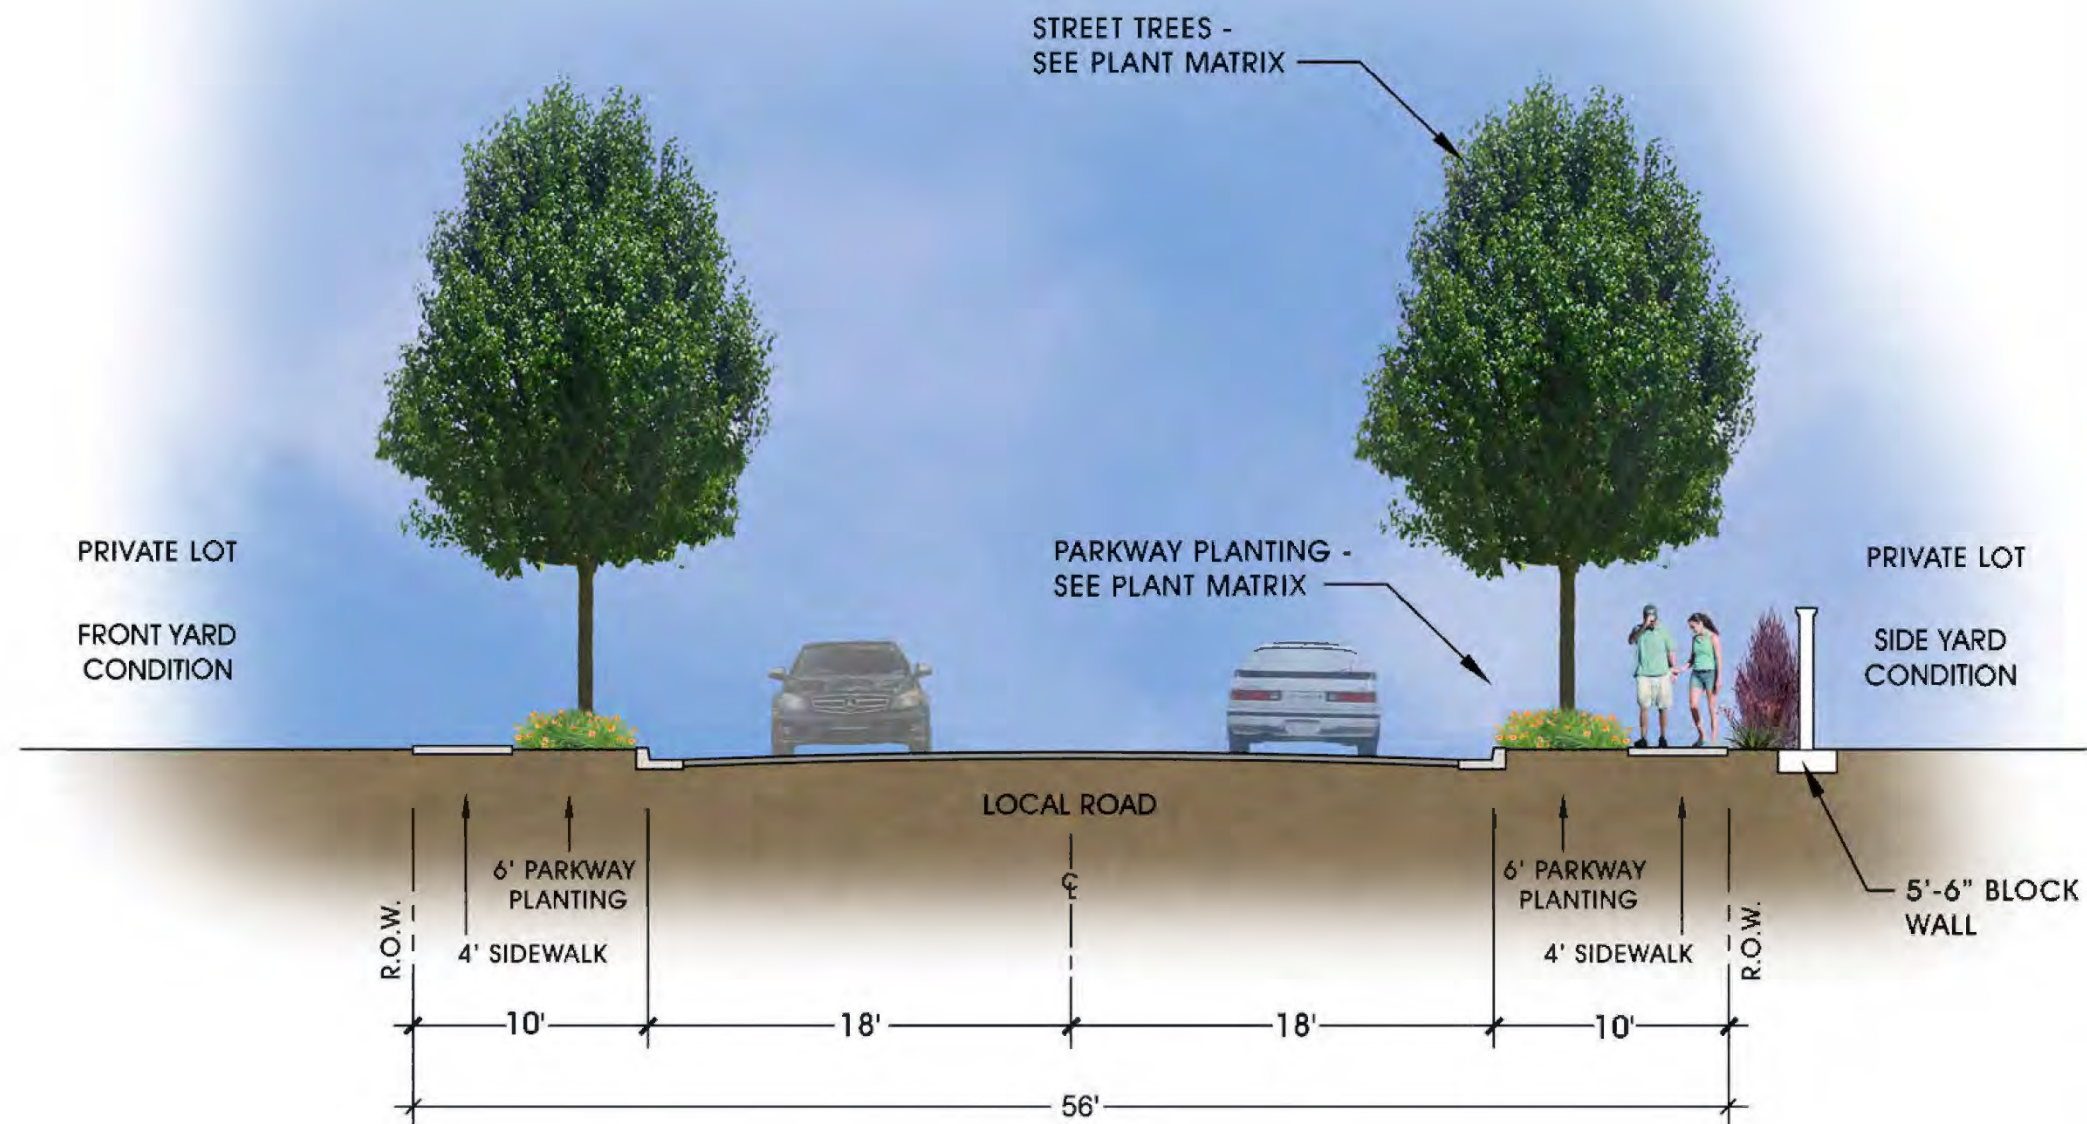 STREET TREES -
SEE PLANT MATRIX
PARKWAY PLANTING -
SEE PLANT MATRIX
PRIVATE LOT
FRONT YARD
CONDITION
PRIVATE LOT
SIDE YARD
CONDITION
LOCAL ROAD
6' PARKWAY
PLANTING
4' SIDEWALK
R.O.W.
℄
6' PARKWAY
PLANTING
4' SIDEWALK
R.O.W.
5'-6" BLOCK
WALL
10'
18'
18'
10'
56'